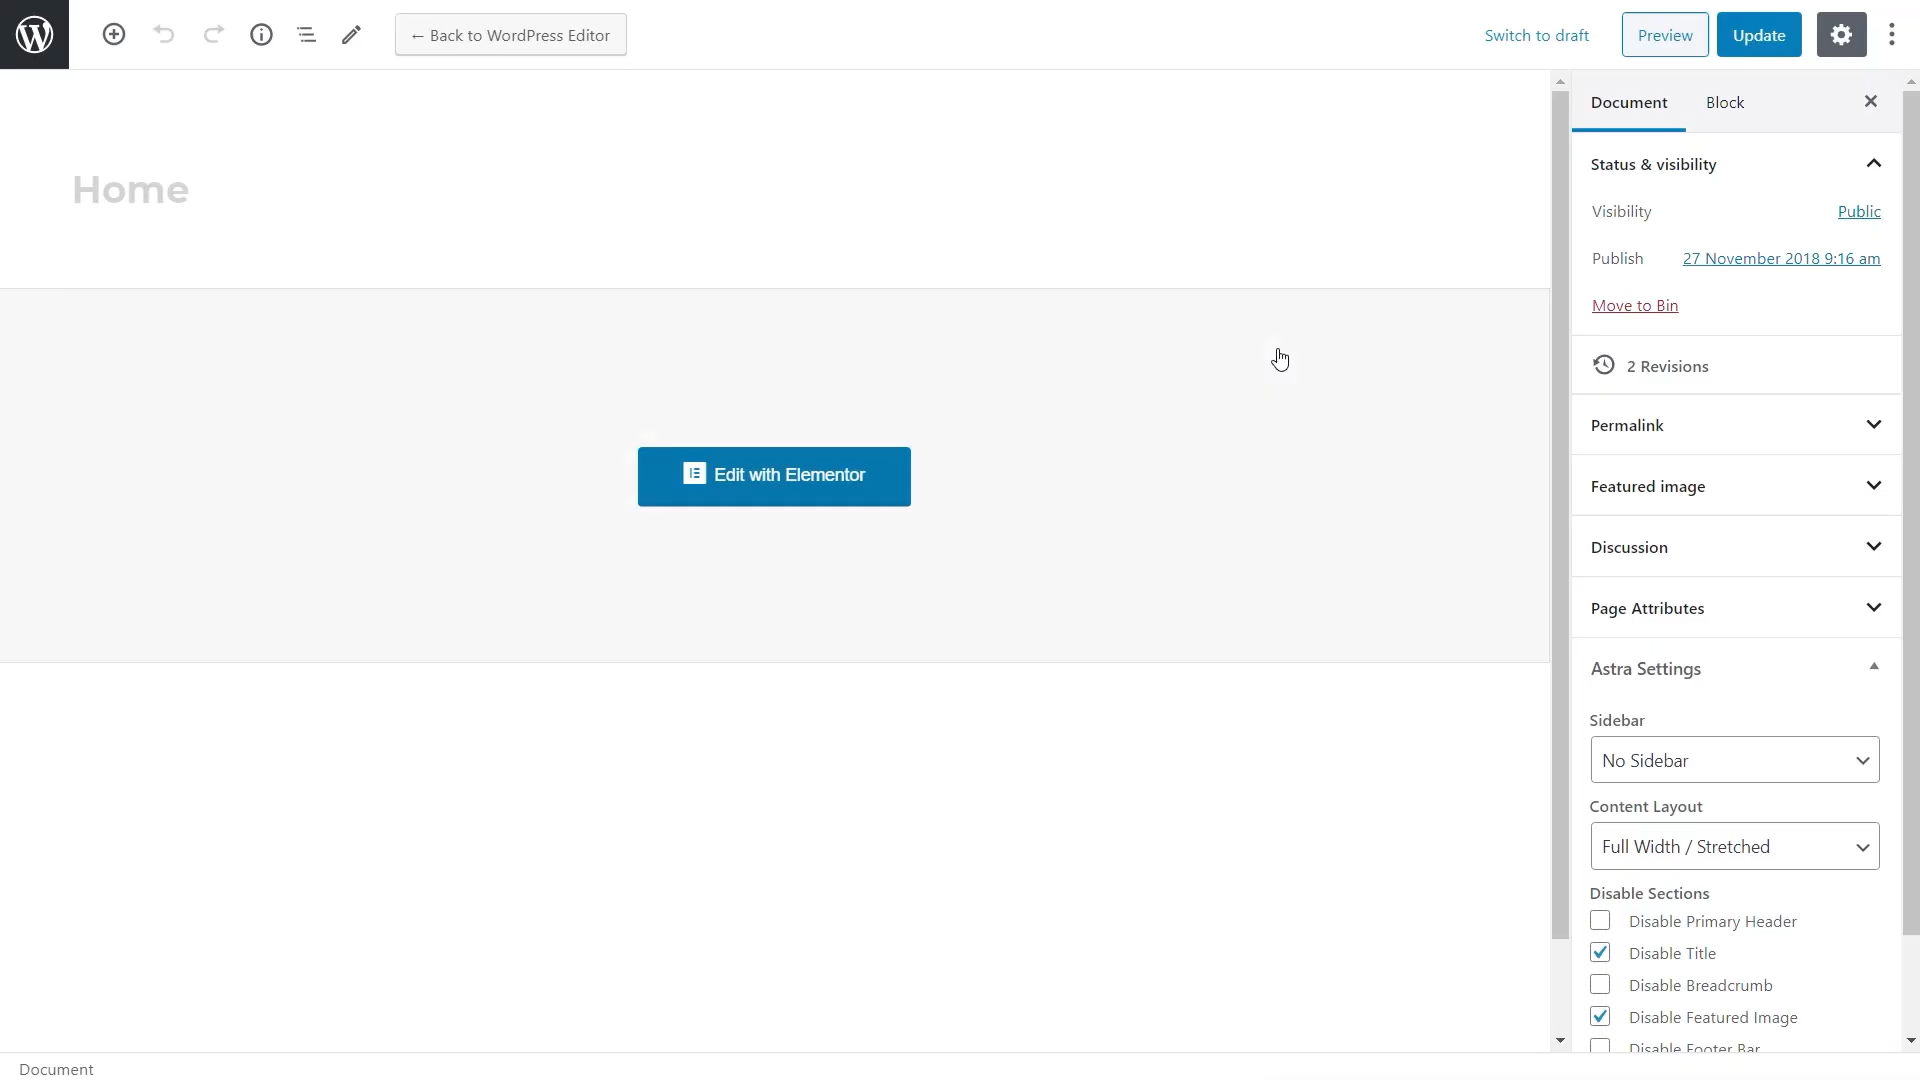 ← Back to WordPress Editor
Switch to draft
Preview
Update
Document
Block
Status & visibility
Home
Visibility
Public
Publish
27 November 2018 9:16 am
Move to Bin
2 Revisions
Permalink
Edit with Elementor
Featured image
Discussion
Page Attributes
Astra Settings
Sidebar
No Sidebar
Content Layout
Full Width / Stretched
Disable Sections
Disable Primary Header
Disable Title
Disable Breadcrumb
Disable Featured Image
Disable Footer Bar
Document